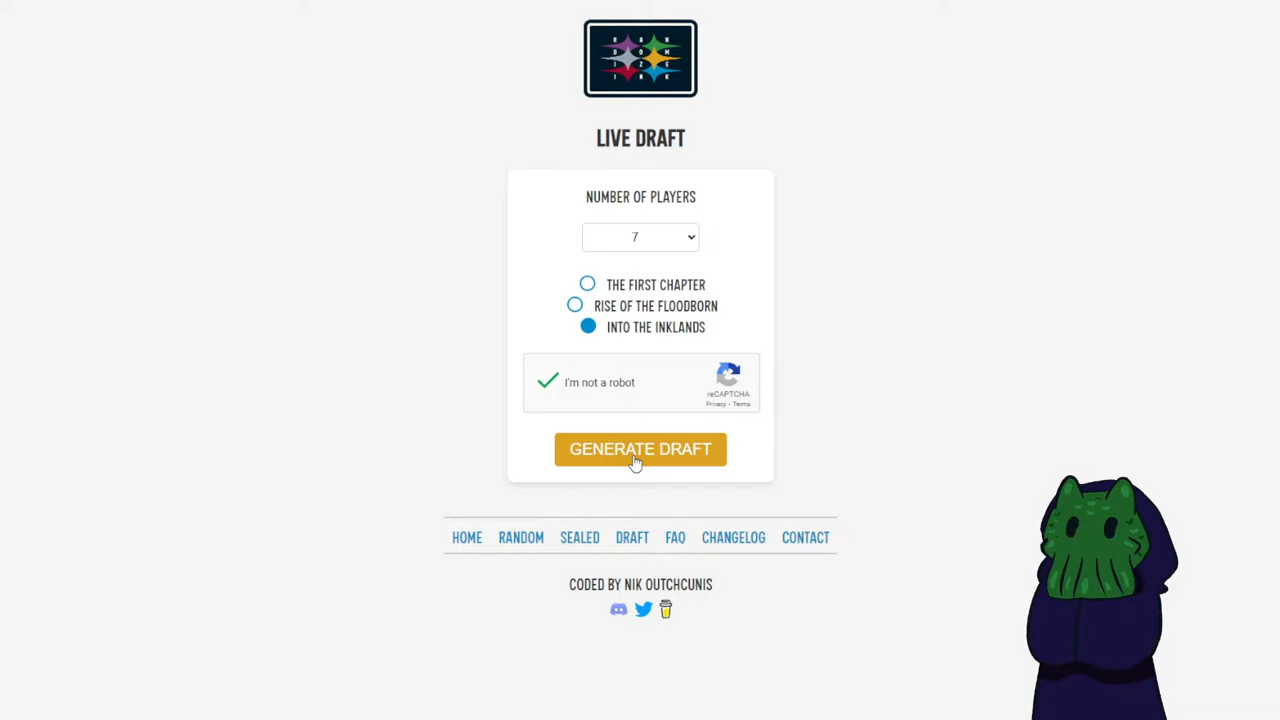 R A N
D O M
I Z E
I N K
LIVE DRAFT
NUMBER OF PLAYERS
7
THE FIRST CHAPTER
RISE OF THE FLOODBORN
INTO THE INKLANDS
I'm not a robot
reCAPTCHA
Privacy - Terms
GENERATE DRAFT
HOME RANDOM SEALED DRAFT FAQ CHANGELOG CONTACT
CODED BY NIK OUTCHCUNIS